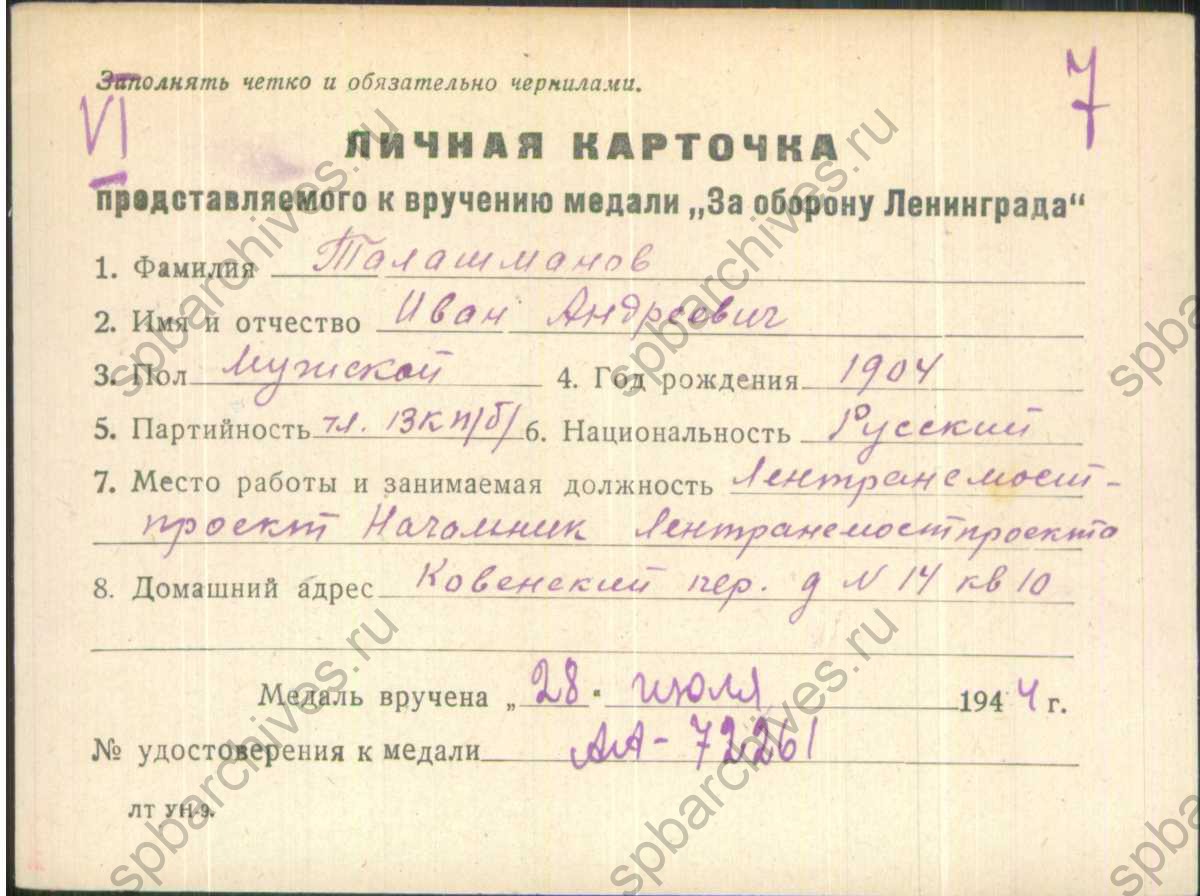 Заполнять четко и обязательно чернилами.
VI
7
ЛИЧНАЯ КАРТОЧКА
представляемого к вручению медали „За оборону Ленинграда“
1. Фамилия Талашманов
2. Имя и отчество Иван Андреевич
3. Пол Мужской 4. Год рождения 1904
5. Партийность чл. ВКП/б/ 6. Национальность Русский
7. Место работы и занимаемая должность Лентрансмост-
проект Начальник Лентрансмостпроекта
8. Домашний адрес Ковенский пер. д N 14 кв 10
Медаль вручена „28“ июля 1944 г.
№ удостоверения к медали АА-72261
ЛТ УН-9.
spbarchives.ru